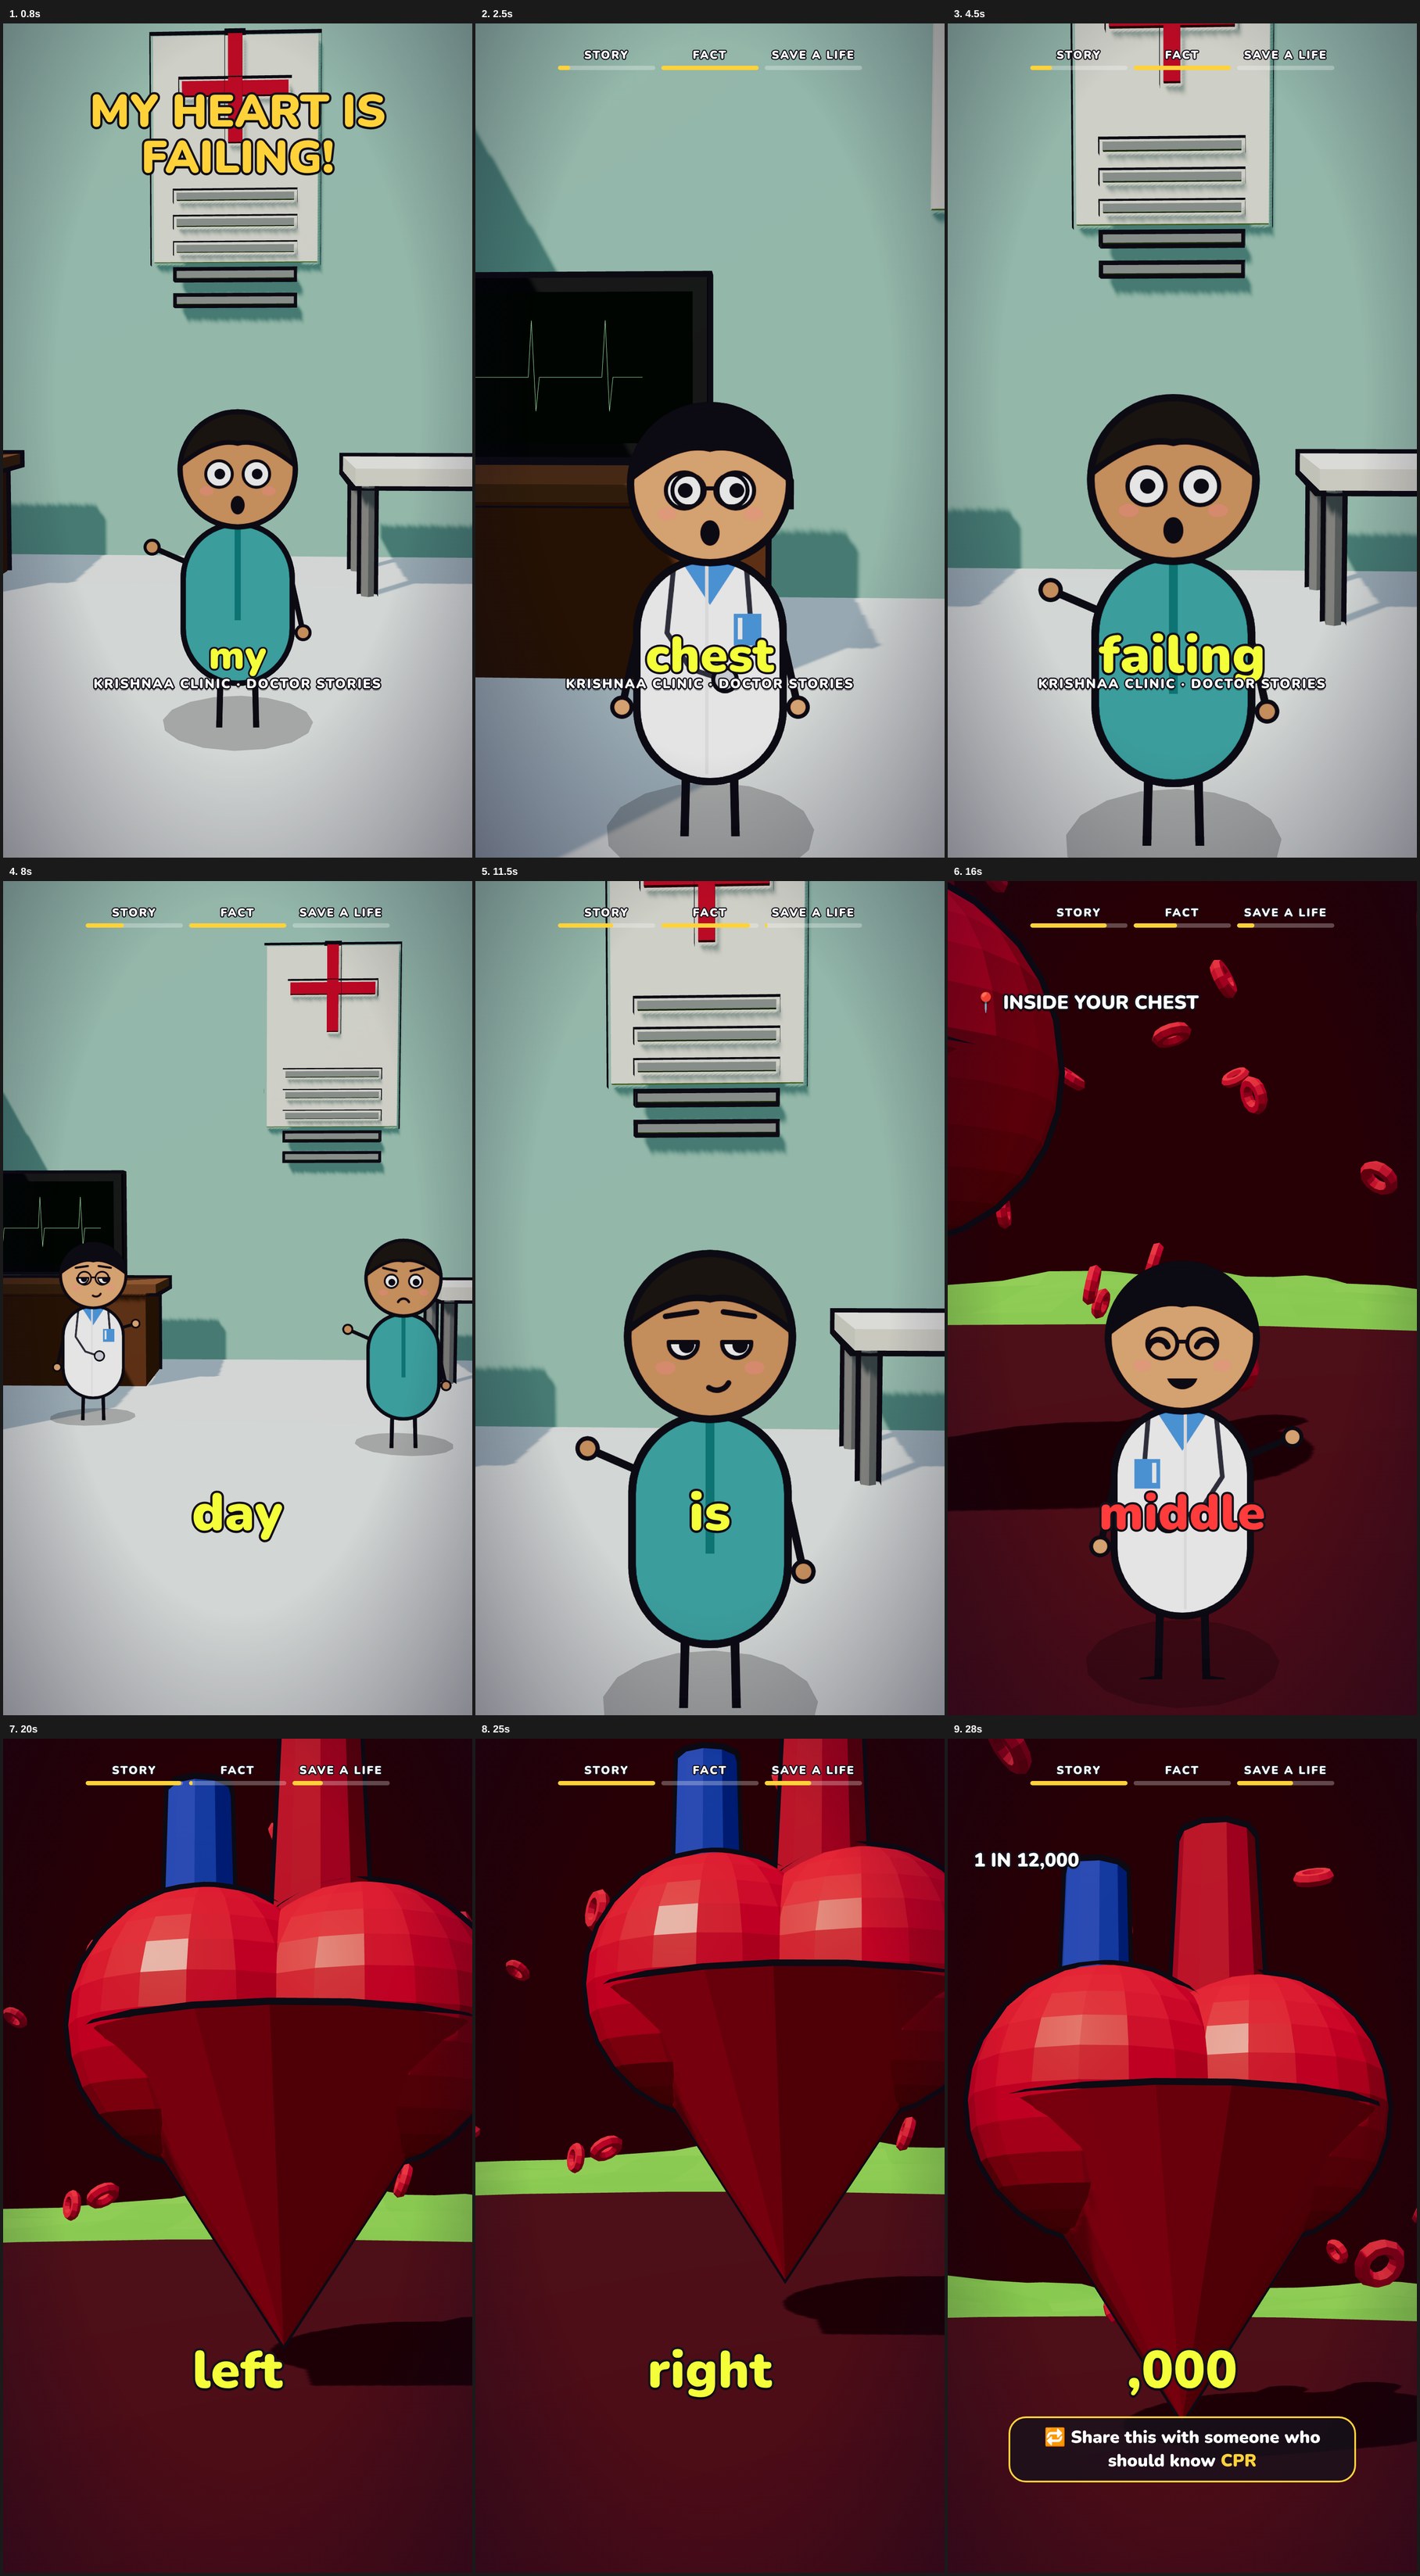 1. 0.8s
MY HEART IS
FAILING!
my
KRISHNAA CLINIC · DOCTOR STORIES
2. 2.5s
STORY FACT SAVE A LIFE
chest
KRISHNAA CLINIC · DOCTOR STORIES
3. 4.5s
STORY FACT SAVE A LIFE
failing
KRISHNAA CLINIC · DOCTOR STORIES
4. 8s
STORY FACT SAVE A LIFE
day
5. 11.5s
STORY FACT SAVE A LIFE
is
6. 16s
STORY FACT SAVE A LIFE
📍 INSIDE YOUR CHEST
middle
7. 20s
STORY FACT SAVE A LIFE
left
8. 25s
STORY FACT SAVE A LIFE
right
9. 28s
STORY FACT SAVE A LIFE
1 IN 12,000
,000
🔁 Share this with someone who
should know CPR